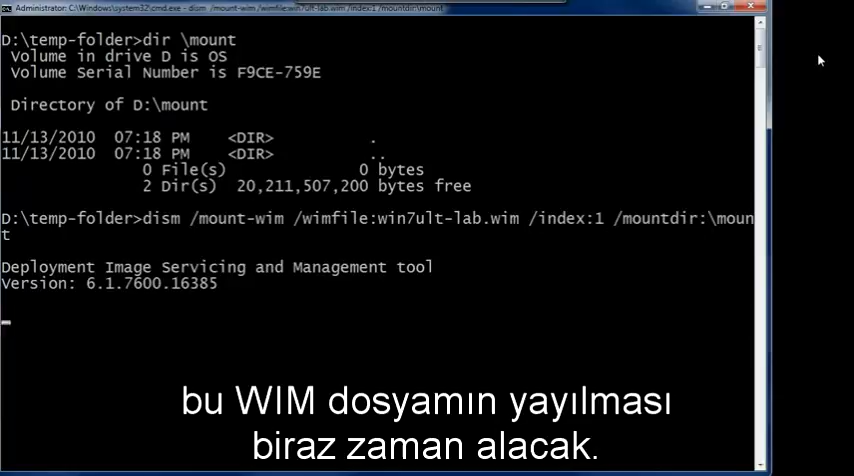 Administrator: C:\Windows\system32\cmd.exe - dism /mount-wim /wimfile:win7ult-lab.wim /index:1 /mountdir:\mount
D:\temp-folder>dir \mount
Volume in drive D is OS
Volume Serial Number is F9CE-759E
Directory of D:\mount
11/13/2010 07:18 PM <DIR> .
11/13/2010 07:18 PM <DIR> ..
0 File(s) 0 bytes
2 Dir(s) 20,211,507,200 bytes free
D:\temp-folder>dism /mount-wim /wimfile:win7ult-lab.wim /index:1 /mountdir:\moun
t
Deployment Image Servicing and Management tool
Version: 6.1.7600.16385
bu WIM dosyamın yayılması
biraz zaman alacak.